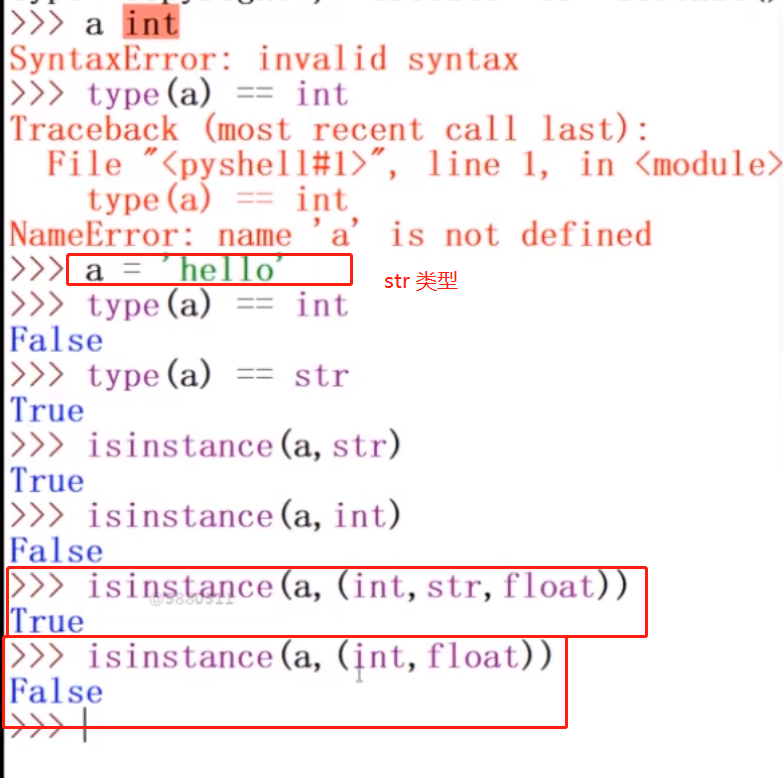 >>> a int
SyntaxError: invalid syntax
>>> type(a) == int
Traceback (most recent call last):
  File "<pyshell#1>", line 1, in <module>
    type(a) == int
NameError: name 'a' is not defined
>>> a = 'hello' str 类型
>>> type(a) == int
False
>>> type(a) == str
True
>>> isinstance(a,str)
True
>>> isinstance(a,int)
False
>>> isinstance(a,(int,str,float))
True
>>> isinstance(a,(int,float))
False
>>>